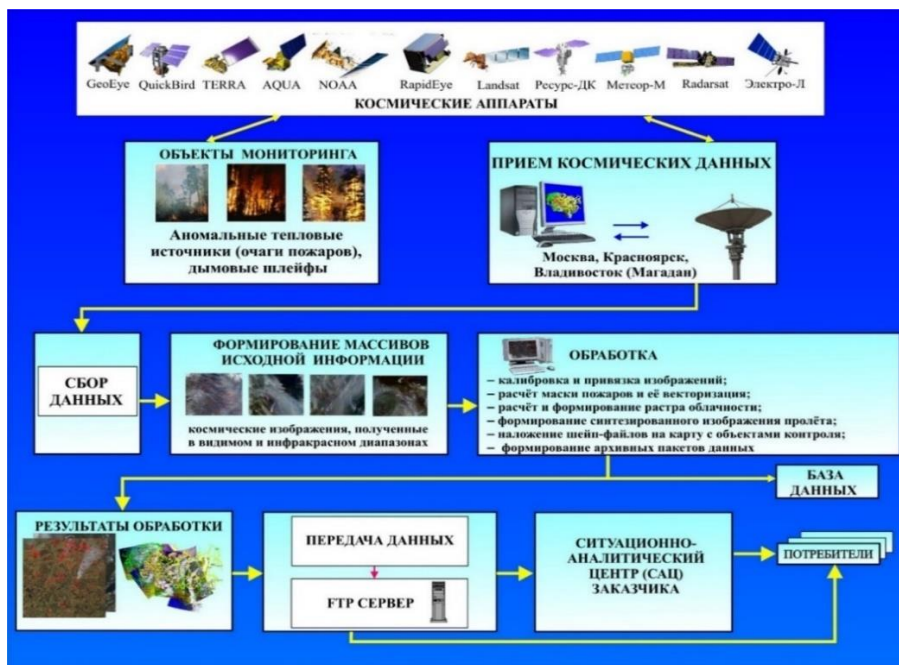 GeoEye QuickBird TERRA AQUA NOAA RapidEye Landsat Ресурс-ДК Метеор-М Radarsat Электро-Л
КОСМИЧЕСКИЕ АППАРАТЫ
ОБЪЕКТЫ МОНИТОРИНГА
Аномальные тепловые
источники (очаги пожаров),
дымовые шлейфы
ПРИЕМ КОСМИЧЕСКИХ ДАННЫХ
Москва, Красноярск,
Владивосток (Магадан)
СБОР
ДАННЫХ
ФОРМИРОВАНИЕ МАССИВОВ
ИСХОДНОЙ ИНФОРМАЦИИ
космические изображения, полученные
в видимом и инфракрасном диапазонах
ОБРАБОТКА
– калибровка и привязка изображений;
– расчёт маски пожаров и её векторизация;
– расчёт и формирование растра облачности;
– формирование синтезированного изображения пролёта;
– наложение шейп-файлов на карту с объектами контроля;
– формирование архивных пакетов данных
БАЗА
ДАННЫХ
РЕЗУЛЬТАТЫ ОБРАБОТКИ
ПЕРЕДАЧА ДАННЫХ
FTP СЕРВЕР
СИТУАЦИОННО-
АНАЛИТИЧЕСКИЙ
ЦЕНТР (САЦ)
ЗАКАЗЧИКА
ПОТРЕБИТЕЛИ